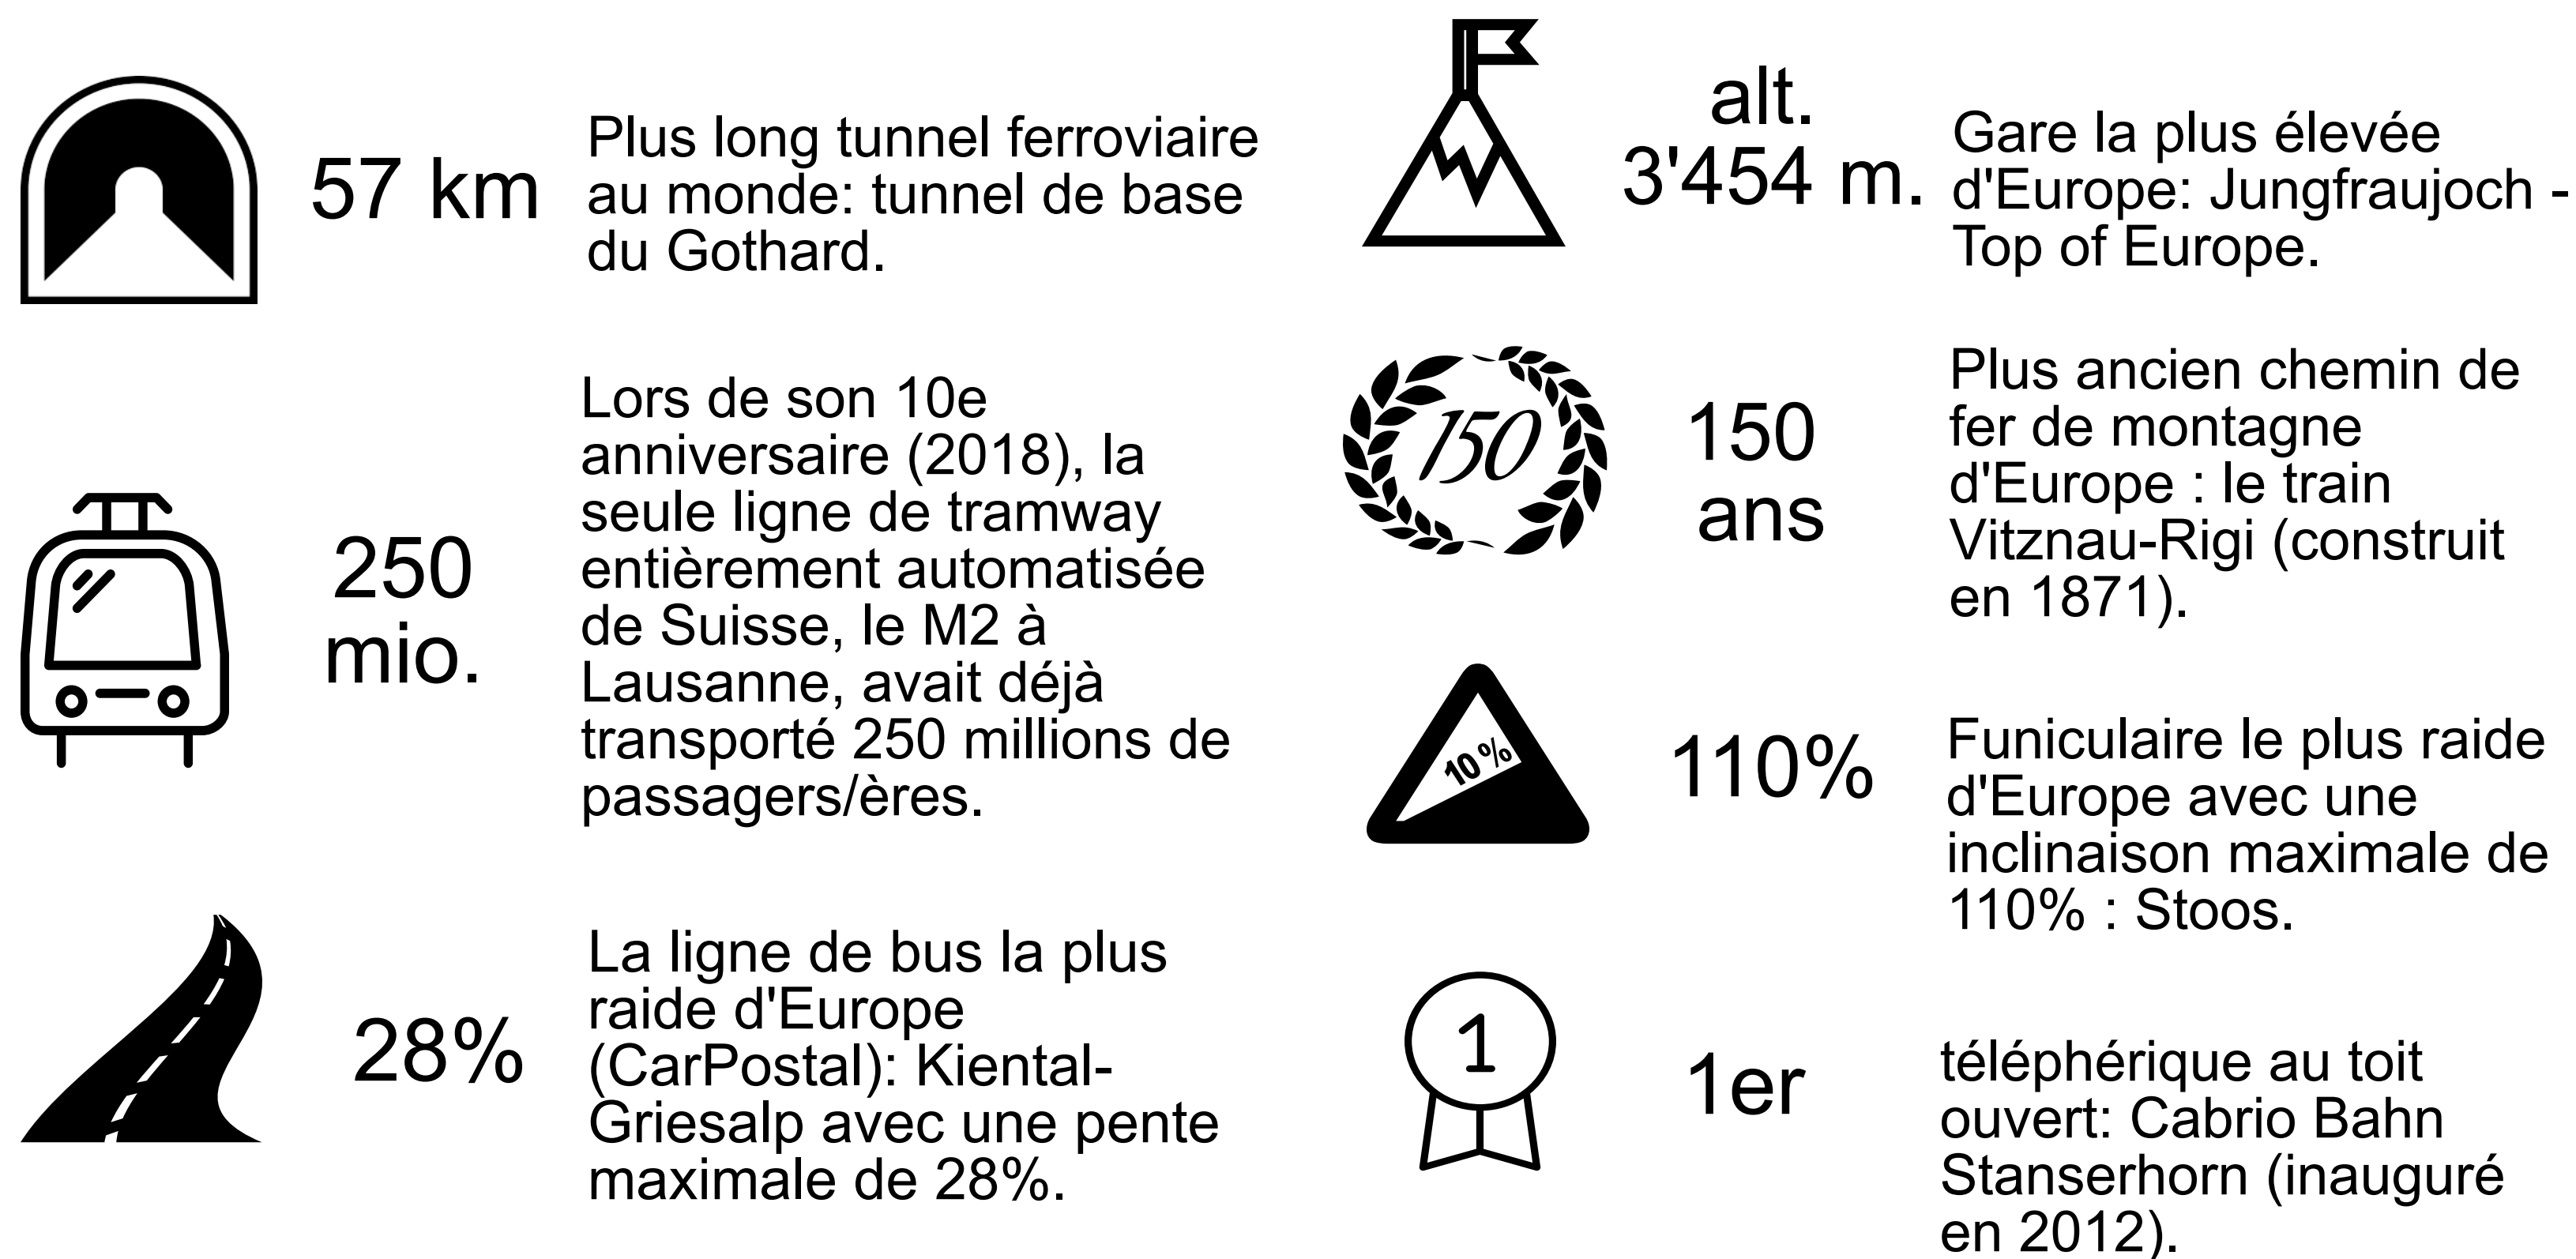 57 km
Plus long tunnel ferroviaire
au monde: tunnel de base
du Gothard.
250
mio.
Lors de son 10e
anniversaire (2018), la
seule ligne de tramway
entièrement automatisée
de Suisse, le M2 à
Lausanne, avait déjà
transporté 250 millions de
passagers/ères.
28%
La ligne de bus la plus
raide d'Europe
(CarPostal): Kiental-
Griesalp avec une pente
maximale de 28%.
alt.
3'454 m.
Gare la plus élevée
d'Europe: Jungfraujoch -
Top of Europe.
150
150
ans
Plus ancien chemin de
fer de montagne
d'Europe : le train
Vitznau-Rigi (construit
en 1871).
10%
110%
Funiculaire le plus raide
d'Europe avec une
inclinaison maximale de
110% : Stoos.
1
1er
téléphérique au toit
ouvert: Cabrio Bahn
Stanserhorn (inauguré
en 2012).